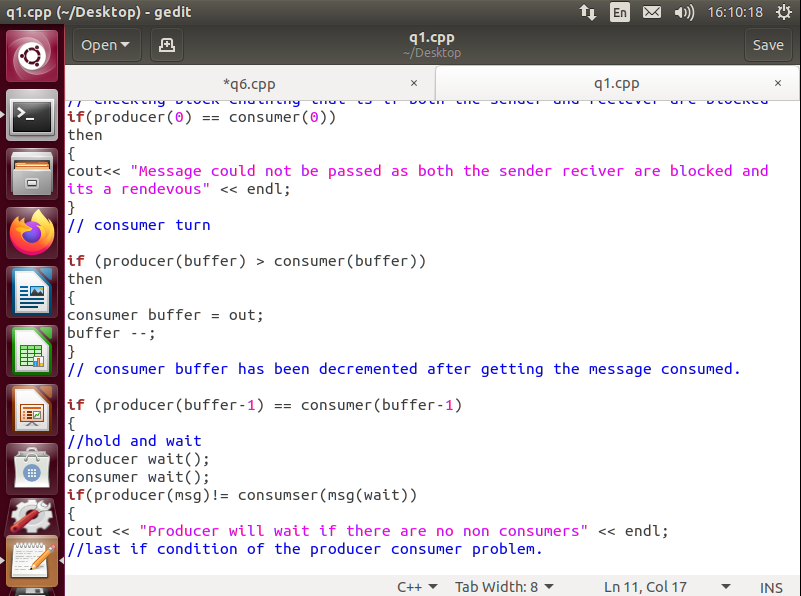 q1.cpp (~/Desktop) - gedit
En
16:10:18
Open
q1.cpp
~/Desktop
Save
*q6.cpp ×
q1.cpp ×
// checking block chaining that is if both the sender and reciever are blocked
if(producer(0) == consumer(0))
then
{
cout<< "Message could not be passed as both the sender reciver are blocked and
its a rendevous" << endl;
}
// consumer turn
if (producer(buffer) > consumer(buffer))
then
{
consumer buffer = out;
buffer --;
}
// consumer buffer has been decremented after getting the message consumed.
if (producer(buffer-1) == consumer(buffer-1)
{
//hold and wait
producer wait();
consumer wait();
if(producer(msg)!= consumser(msg(wait))
{
cout << "Producer will wait if there are no non consumers" << endl;
//last if condition of the producer consumer problem.
C++ Tab Width: 8 Ln 11, Col 17 INS